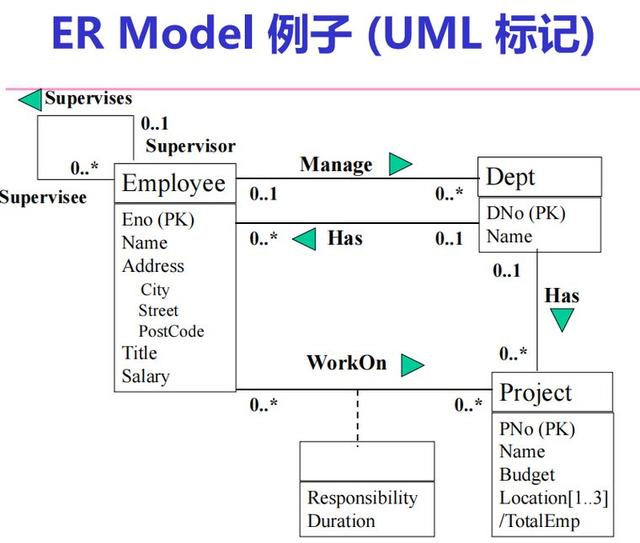 ER Model 例子 (UML 标记)
Supervises
0..1
Supervisor
0..*
Supervisee
Employee
Eno (PK)
Name
Address
City
Street
PostCode
Title
Salary
Manage
0..1
0..*
0..*
Has
0..1
Dept
DNo (PK)
Name
0..1
Has
0..*
WorkOn
0..*
0..*
Responsibility
Duration
Project
PNo (PK)
Name
Budget
Location[1..3]
/TotalEmp